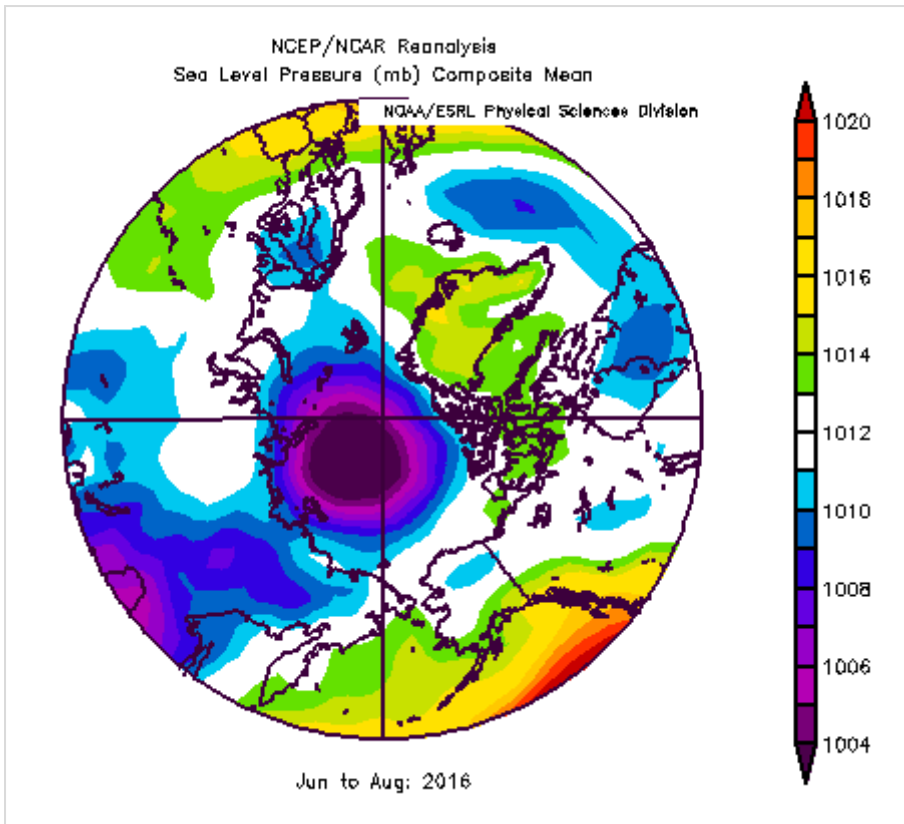 NCEP/NCAR Reanalysis
Sea Level Pressure (mb) Composite Mean
NOAA/ESRL Physical Sciences Division
1020
1018
1016
1014
1012
1010
1008
1006
1004
Jun to Aug: 2016